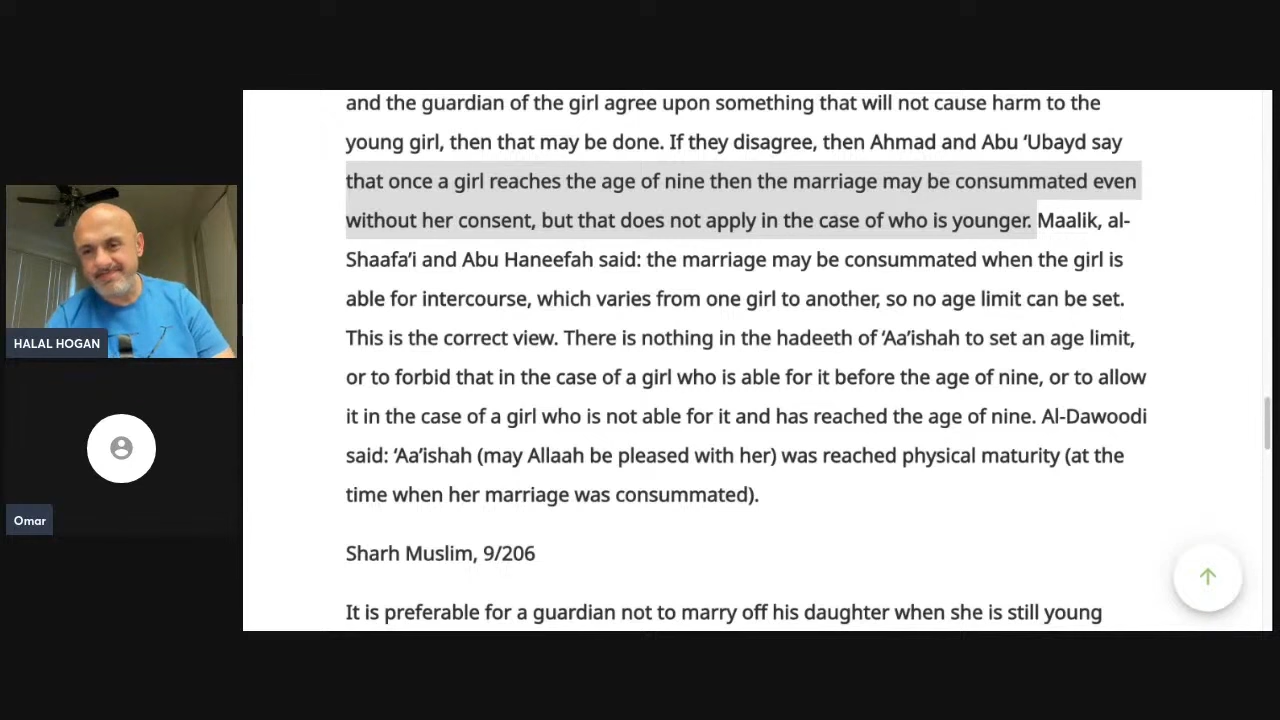 HALAL HOGAN
Omar
and the guardian of the girl agree upon something that will not cause harm to the
young girl, then that may be done. If they disagree, then Ahmad and Abu ‘Ubayd say
that once a girl reaches the age of nine then the marriage may be consummated even
without her consent, but that does not apply in the case of who is younger. Maalik, al-
Shaafa’i and Abu Haneefah said: the marriage may be consummated when the girl is
able for intercourse, which varies from one girl to another, so no age limit can be set.
This is the correct view. There is nothing in the hadeeth of ‘Aa’ishah to set an age limit,
or to forbid that in the case of a girl who is able for it before the age of nine, or to allow
it in the case of a girl who is not able for it and has reached the age of nine. Al-Dawoodi
said: ‘Aa’ishah (may Allaah be pleased with her) was reached physical maturity (at the
time when her marriage was consummated).
Sharh Muslim, 9/206
It is preferable for a guardian not to marry off his daughter when she is still young